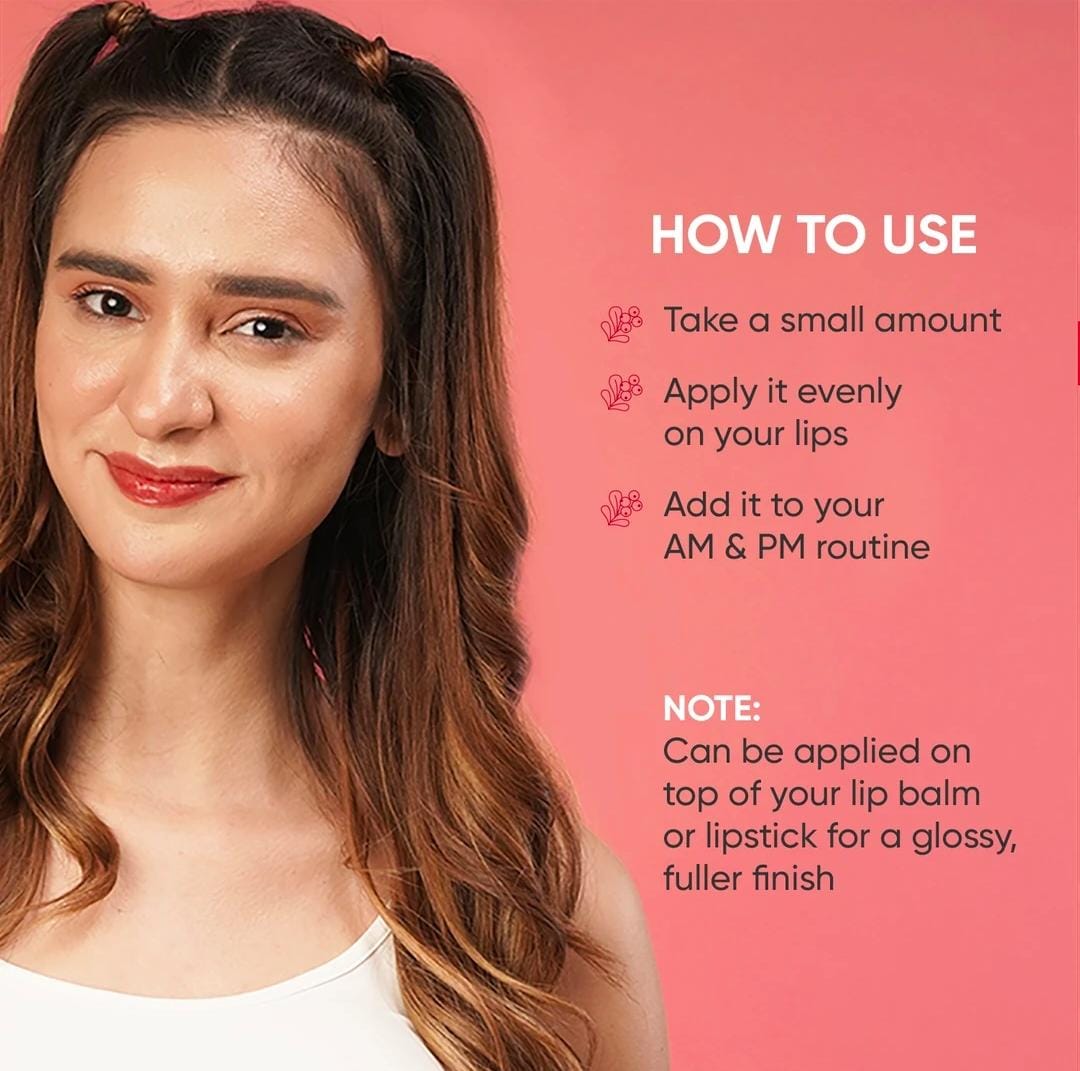 HOW TO USE
Take a small amount
Apply it evenly
on your lips
Add it to your
AM & PM routine
NOTE:
Can be applied on
top of your lip balm
or lipstick for a glossy,
fuller finish